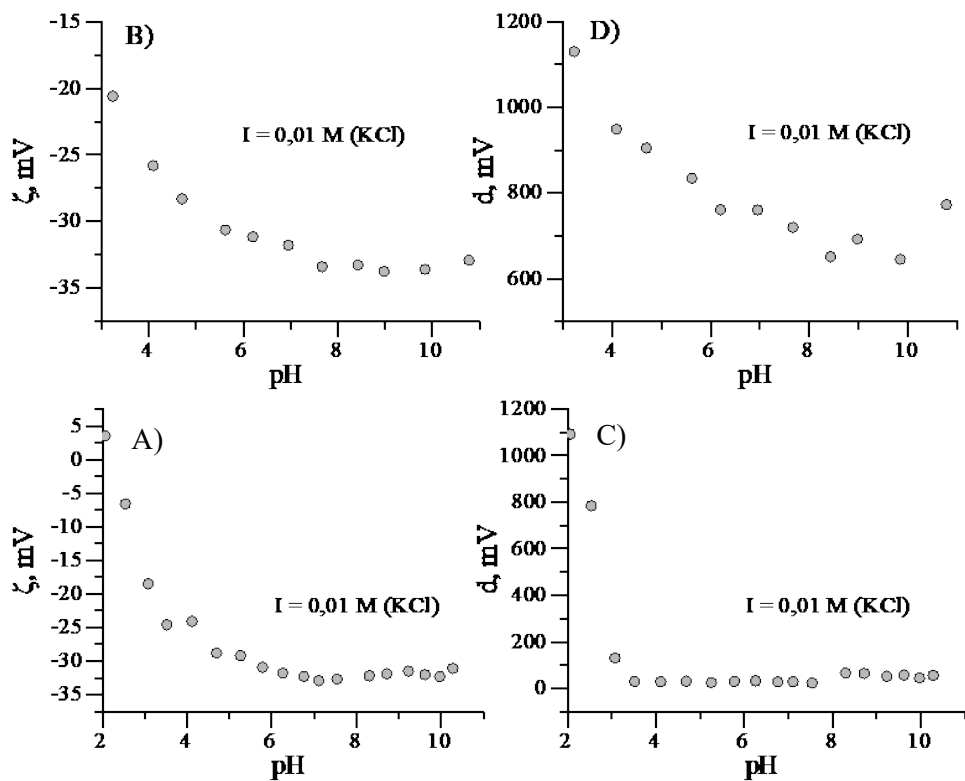 B)
I = 0,01 M (KCl)
ζ, mV
-15
-20
-25
-30
-35
4
6
8
10
pH
D)
I = 0,01 M (KCl)
d, mV
1200
1000
800
600
4
6
8
10
pH
A)
I = 0,01 M (KCl)
ζ, mV
5
0
-5
-10
-15
-20
-25
-30
-35
2
4
6
8
10
pH
C)
I = 0,01 M (KCl)
d, mV
1200
1000
800
600
400
200
0
2
4
6
8
10
pH